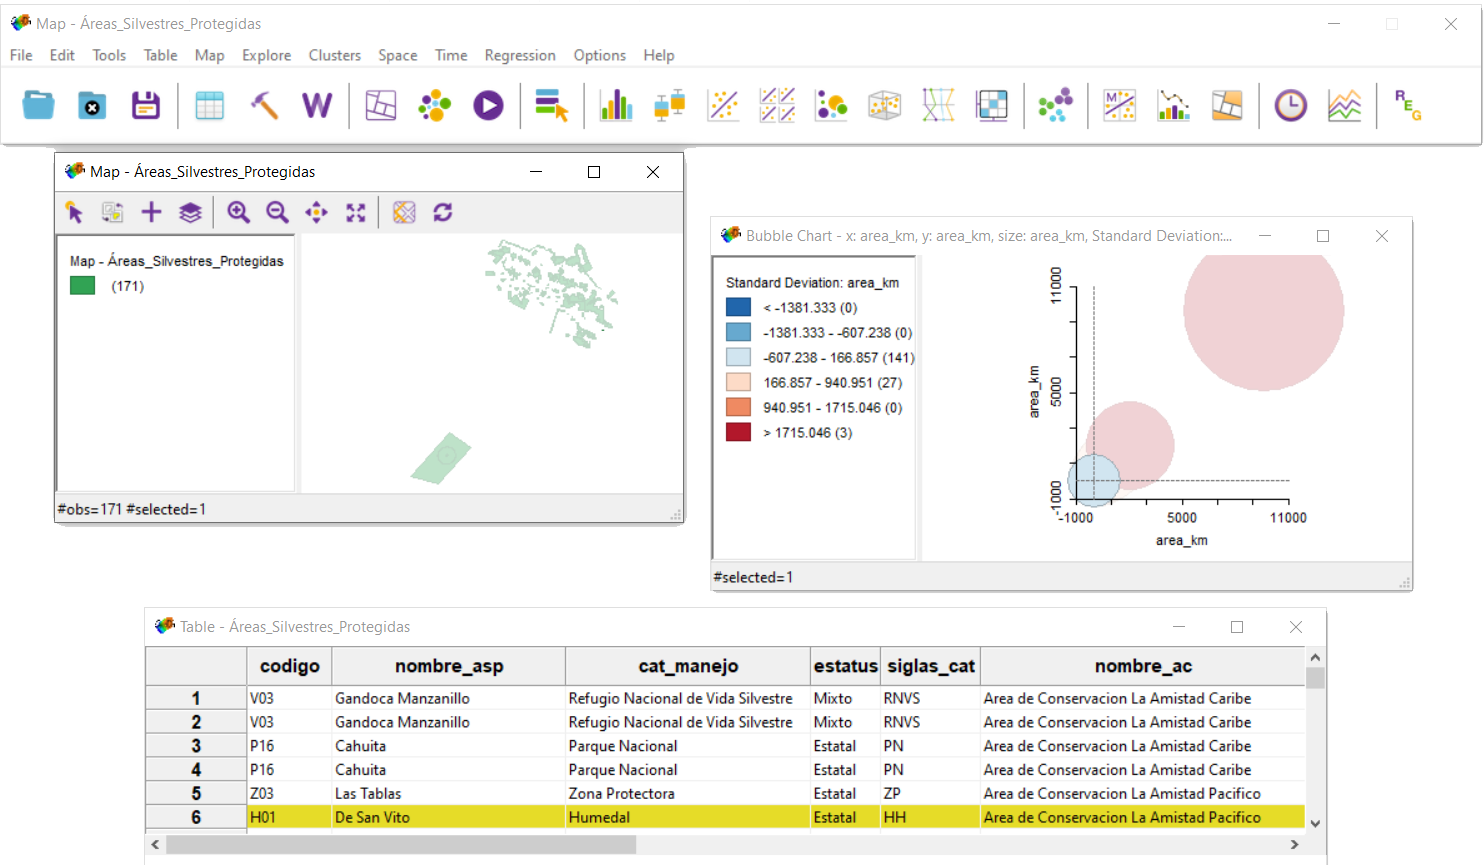 Map - Áreas_Silvestres_Protegidas
File Edit Tools Table Map Explore Clusters Space Time Regression Options Help
W
M
REG
Map - Áreas_Silvestres_Protegidas
Map - Áreas_Silvestres_Protegidas
(171)
#obs=171 #selected=1
Bubble Chart - x: area_km, y: area_km, size: area_km, Standard Deviation:...
Standard Deviation: area_km
< -1381.333 (0)
-1381.333 - -607.238 (0)
-607.238 - 166.857 (141)
166.857 - 940.951 (27)
940.951 - 1715.046 (0)
> 1715.046 (3)
11000
5000
-1000
area_km
-1000 5000 11000
area_km
#selected=1
Table - Áreas_Silvestres_Protegidas
codigo nombre_asp cat_manejo estatus siglas_cat nombre_ac
1 V03 Gandoca Manzanillo Refugio Nacional de Vida Silvestre Mixto RNVS Area de Conservacion La Amistad Caribe
2 V03 Gandoca Manzanillo Refugio Nacional de Vida Silvestre Mixto RNVS Area de Conservacion La Amistad Caribe
3 P16 Cahuita Parque Nacional Estatal PN Area de Conservacion La Amistad Caribe
4 P16 Cahuita Parque Nacional Estatal PN Area de Conservacion La Amistad Caribe
5 Z03 Las Tablas Zona Protectora Estatal ZP Area de Conservacion La Amistad Pacifico
6 H01 De San Vito Humedal Estatal HH Area de Conservacion La Amistad Pacifico